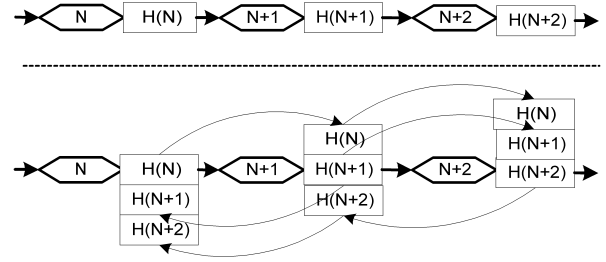 N H(N) N+1 H(N+1) N+2 H(N+2)
H(N) H(N)
H(N+1)
N H(N) N+1 H(N+1) N+2 H(N+2)
H(N+1) H(N+2)
H(N+2)